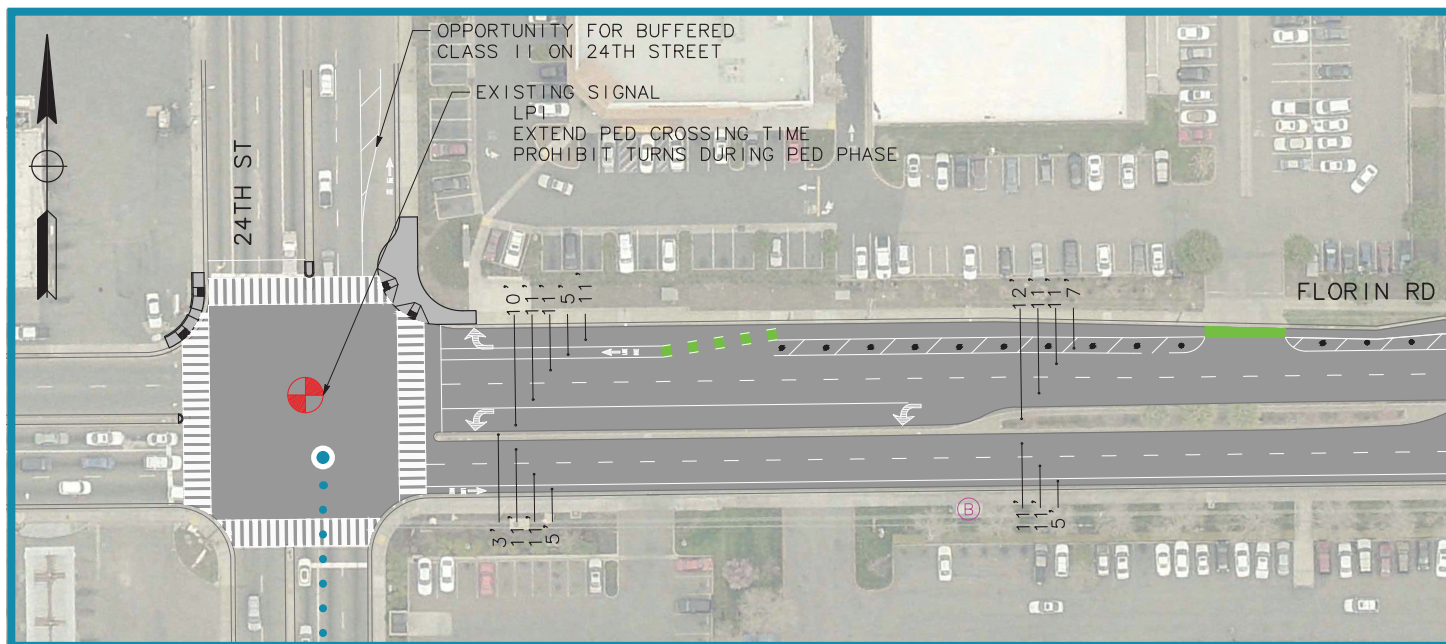 OPPORTUNITY FOR BUFFERED
CLASS II ON 24TH STREET
EXISTING SIGNAL
LPI
EXTEND PED CROSSING TIME
PROHIBIT TURNS DURING PED PHASE
24TH ST
FLORIN RD
10'
11'
11'
5'
11'
12'
11'
11'
7'
3'
11'
11'
5'
11'
11'
5'
B